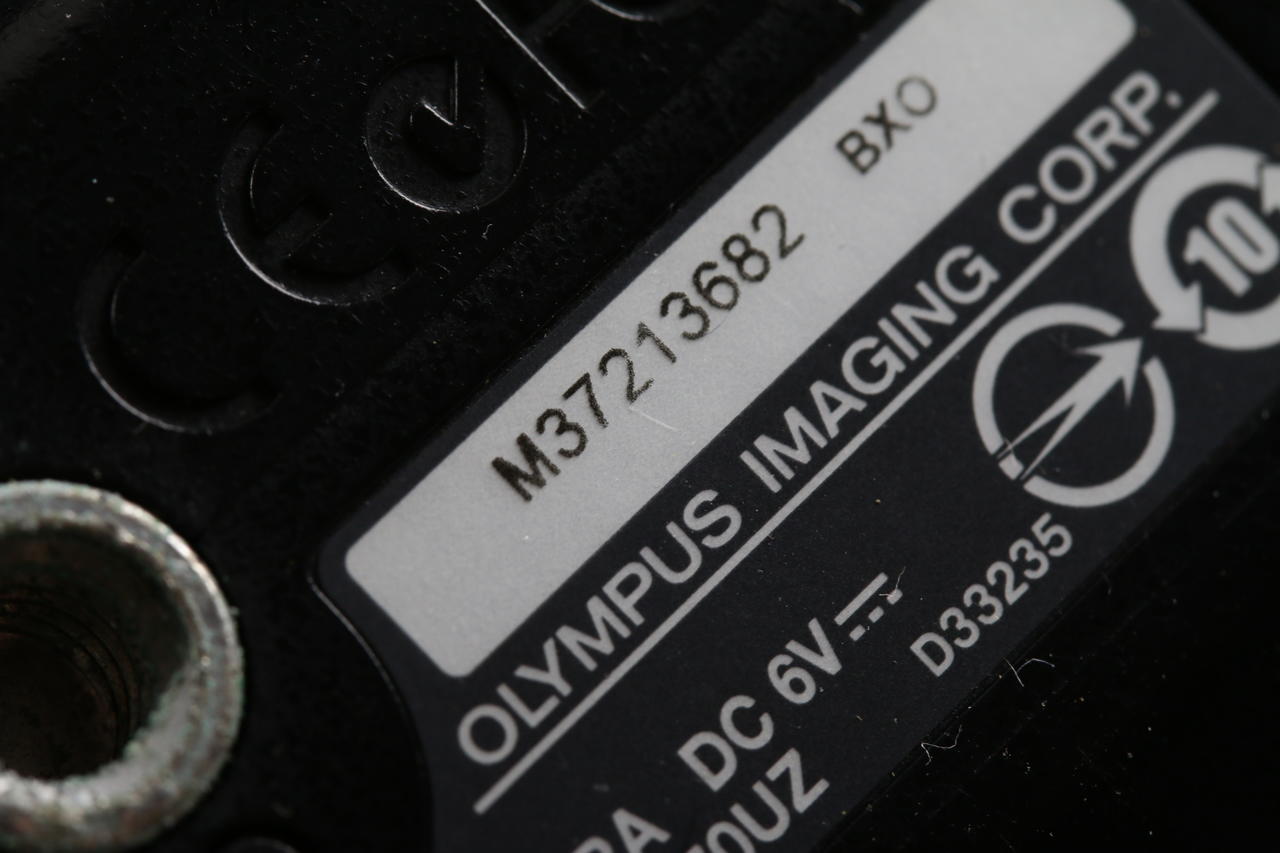 M37213682 BXO
OLYMPUS IMAGING CORP.
10
DC 6V
D33235